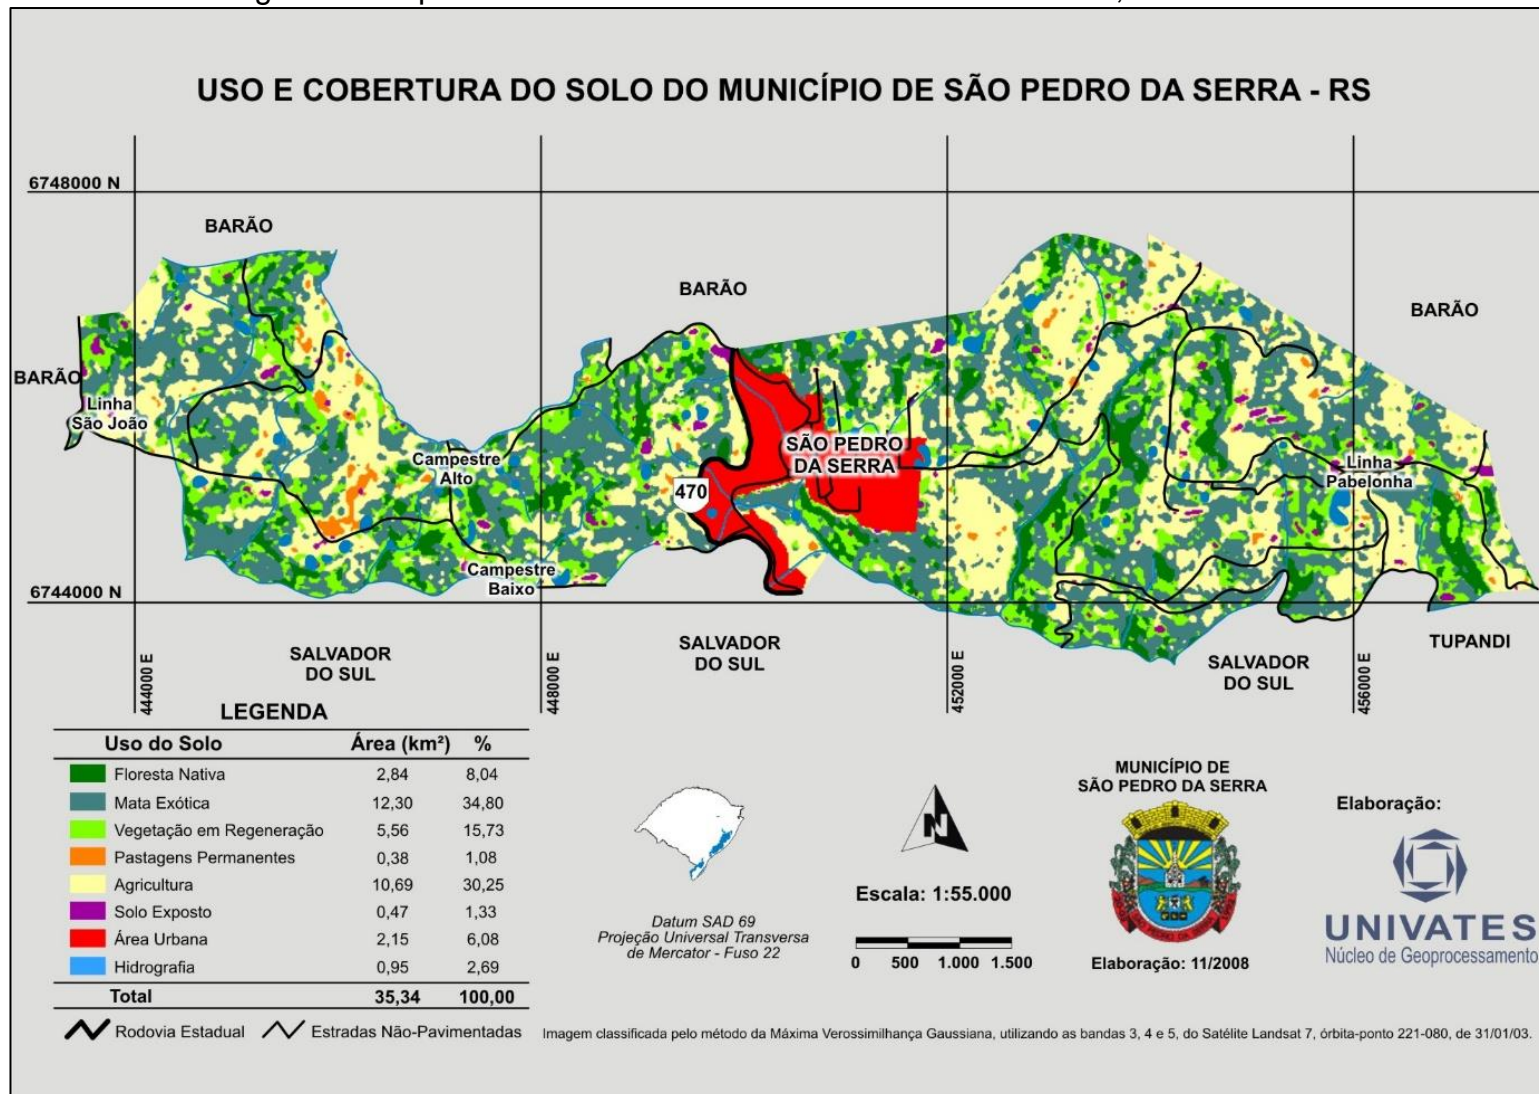 USO E COBERTURA DO SOLO DO MUNICÍPIO DE SÃO PEDRO DA SERRA - RS
6748000 N
BARÃO
BARÃO
BARÃO
BARÃO
Linha
São João
Campestre
Alto
SÃO PEDRO
DA SERRA
470
Linha
Pabelonha
Campestre
Baixo
6744000 N
SALVADOR
DO SUL
SALVADOR
DO SUL
SALVADOR
DO SUL
TUPANDI
444000 E
448000 E
452000 E
456000 E
LEGENDA
Uso do Solo Área (km²) %
Floresta Nativa 2,84 8,04
Mata Exótica 12,30 34,80
Vegetação em Regeneração 5,56 15,73
Pastagens Permanentes 0,38 1,08
Agricultura 10,69 30,25
Solo Exposto 0,47 1,33
Área Urbana 2,15 6,08
Hidrografia 0,95 2,69
Total 35,34 100,00
Rodovia Estadual Estradas Não-Pavimentadas
Datum SAD 69
Projeção Universal Transversa
de Mercator - Fuso 22
N
Escala: 1:55.000
0 500 1.000 1.500
MUNICÍPIO DE
SÃO PEDRO DA SERRA
SÃO PEDRO DA SERRA
Elaboração: 11/2008
Elaboração:
UNIVATES
Núcleo de Geoprocessamento
Imagem classificada pelo método da Máxima Verossimilhança Gaussiana, utilizando as bandas 3, 4 e 5, do Satélite Landsat 7, órbita-ponto 221-080, de 31/01/03.